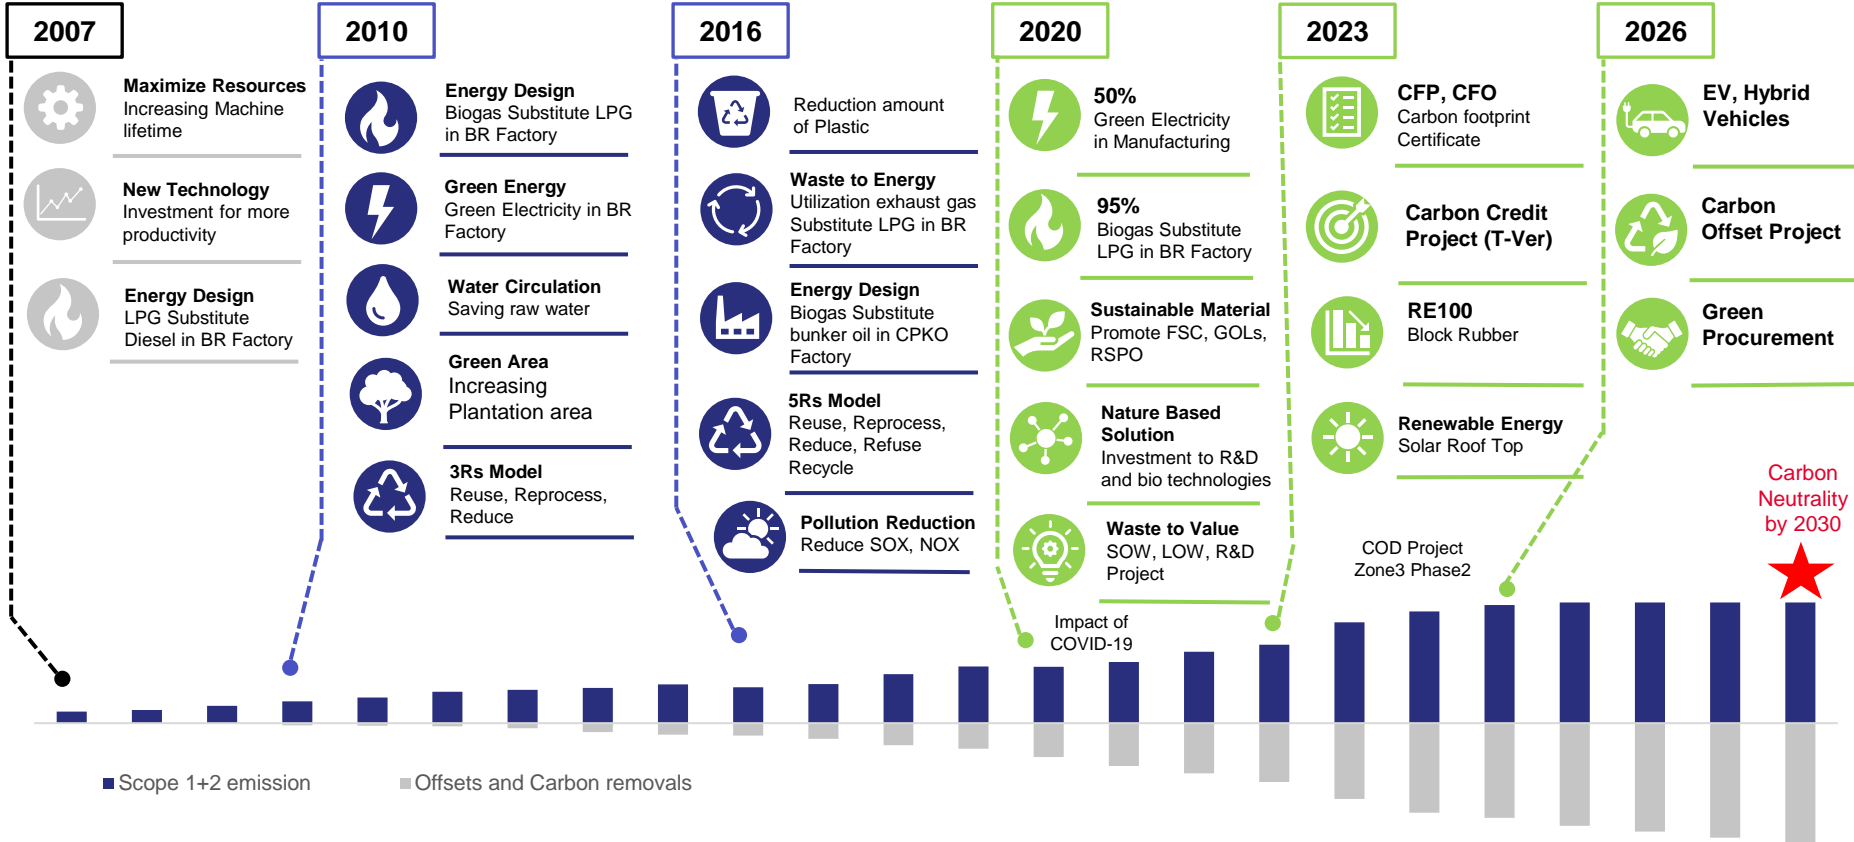 2007
Maximize Resources
Increasing Machine
lifetime
New Technology
Investment for more
productivity
Energy Design
LPG Substitute
Diesel in BR Factory
2010
Energy Design
Biogas Substitute LPG
in BR Factory
Green Energy
Green Electricity in BR
Factory
Water Circulation
Saving raw water
Green Area
Increasing
Plantation area
3Rs Model
Reuse, Reprocess,
Reduce
2016
Reduction amount
of Plastic
Waste to Energy
Utilization exhaust gas
Substitute LPG in BR
Factory
Energy Design
Biogas Substitute
bunker oil in CPKO
Factory
5Rs Model
Reuse, Reprocess,
Reduce, Refuse
Recycle
Pollution Reduction
Reduce SOX, NOX
2020
50%
Green Electricity
in Manufacturing
95%
Biogas Substitute
LPG in BR Factory
Sustainable Material
Promote FSC, GOLs,
RSPO
Nature Based
Solution
Investment to R&D
and bio technologies
Waste to Value
SOW, LOW, R&D
Project
2023
CFP, CFO
Carbon footprint
Certificate
Carbon Credit
Project (T-Ver)
RE100
Block Rubber
Renewable Energy
Solar Roof Top
2026
EV, Hybrid
Vehicles
Carbon
Offset Project
Green
Procurement
Carbon
Neutrality
by 2030
COD Project
Zone3 Phase2
Impact of
COVID-19
Scope 1+2 emission
Offsets and Carbon removals